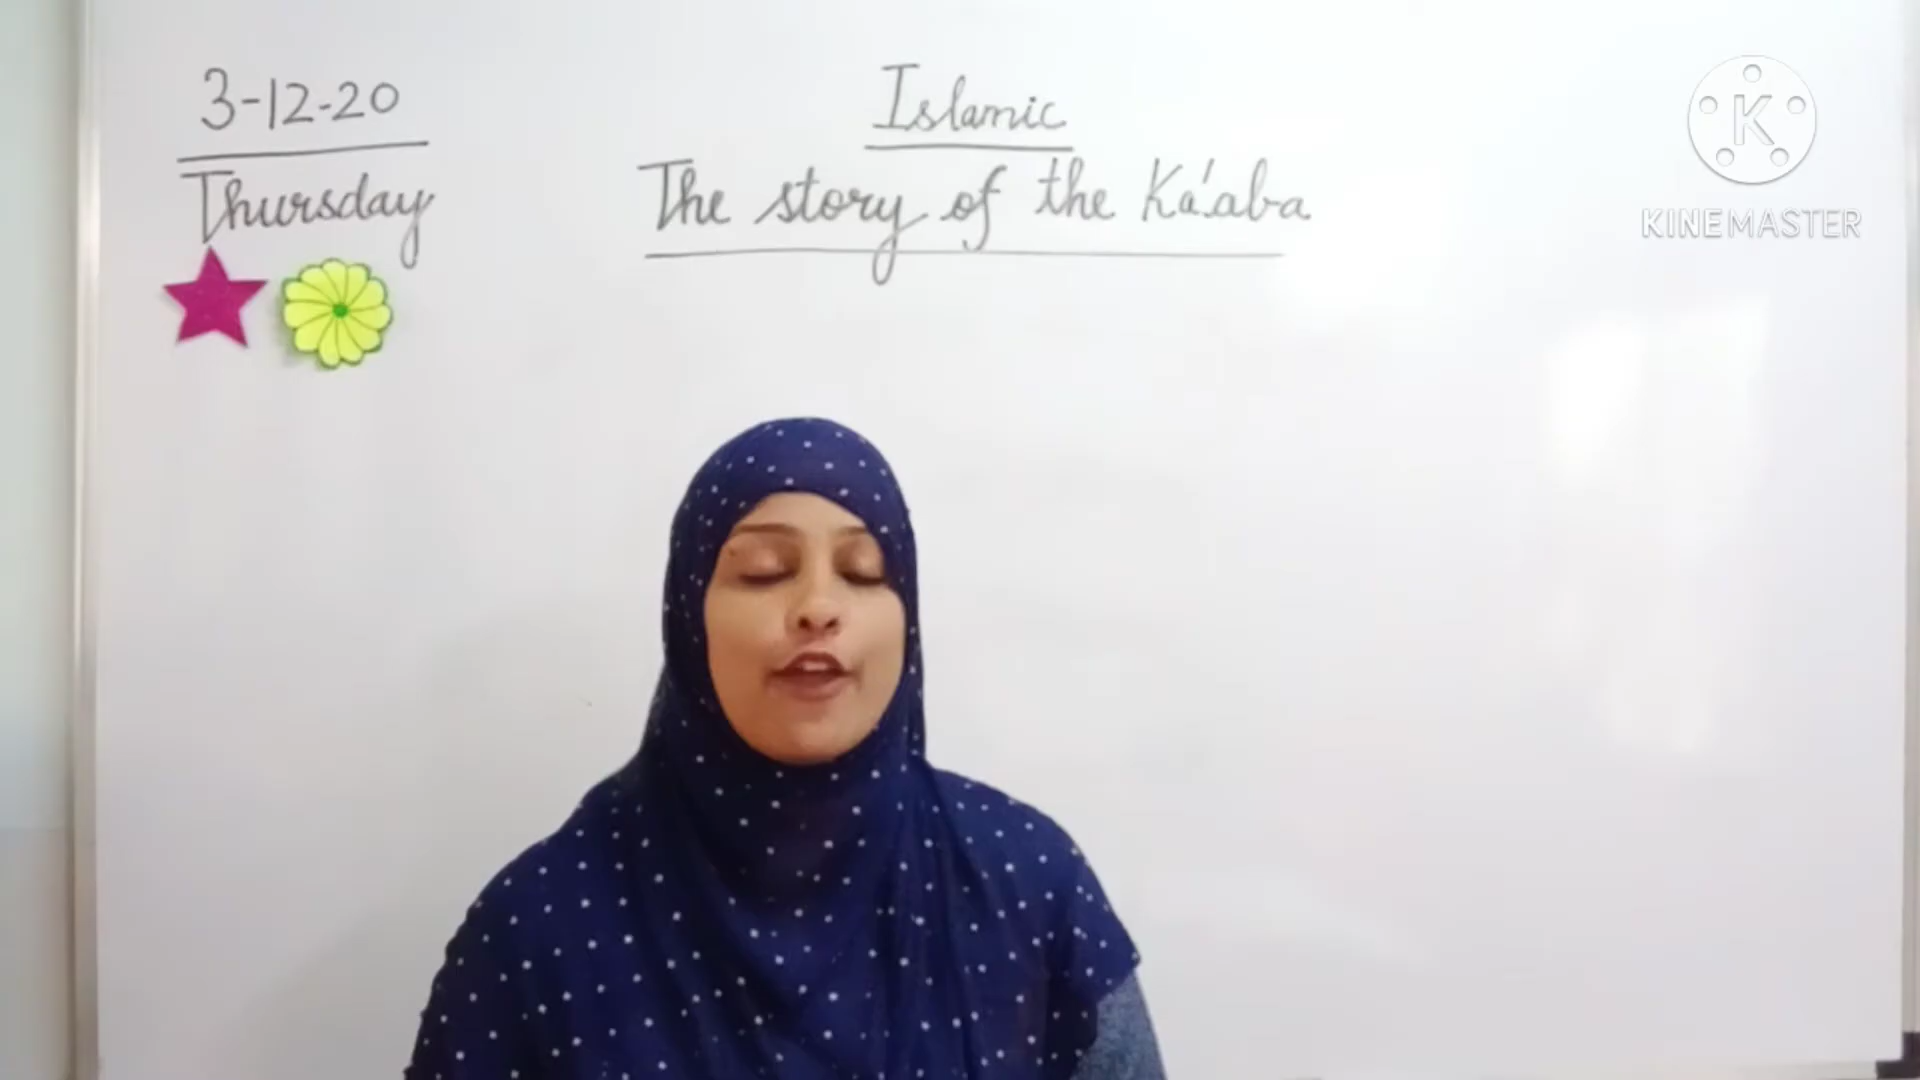 3-12-20
Thursday
Islamic
The story of the Ka'aba
K
KINEMASTER